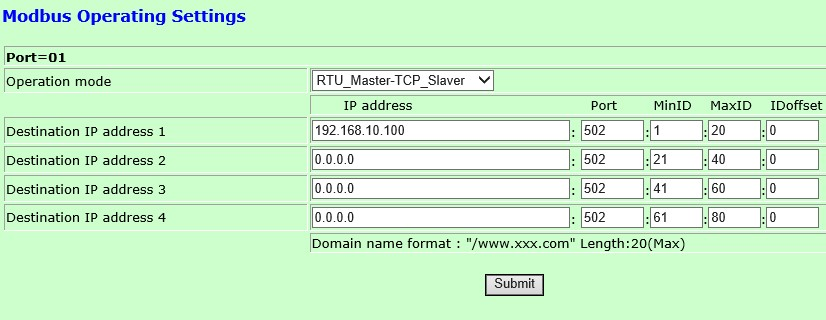 Modbus Operating Settings
Port=01
Operation mode RTU_Master-TCP_Slaver
IP address Port MinID MaxID IDoffset
Destination IP address 1 192.168.10.100 : 502 : 1 : 20 : 0
Destination IP address 2 0.0.0.0 : 502 : 21 : 40 : 0
Destination IP address 3 0.0.0.0 : 502 : 41 : 60 : 0
Destination IP address 4 0.0.0.0 : 502 : 61 : 80 : 0
Domain name format : "/www.xxx.com" Length:20(Max)
Submit